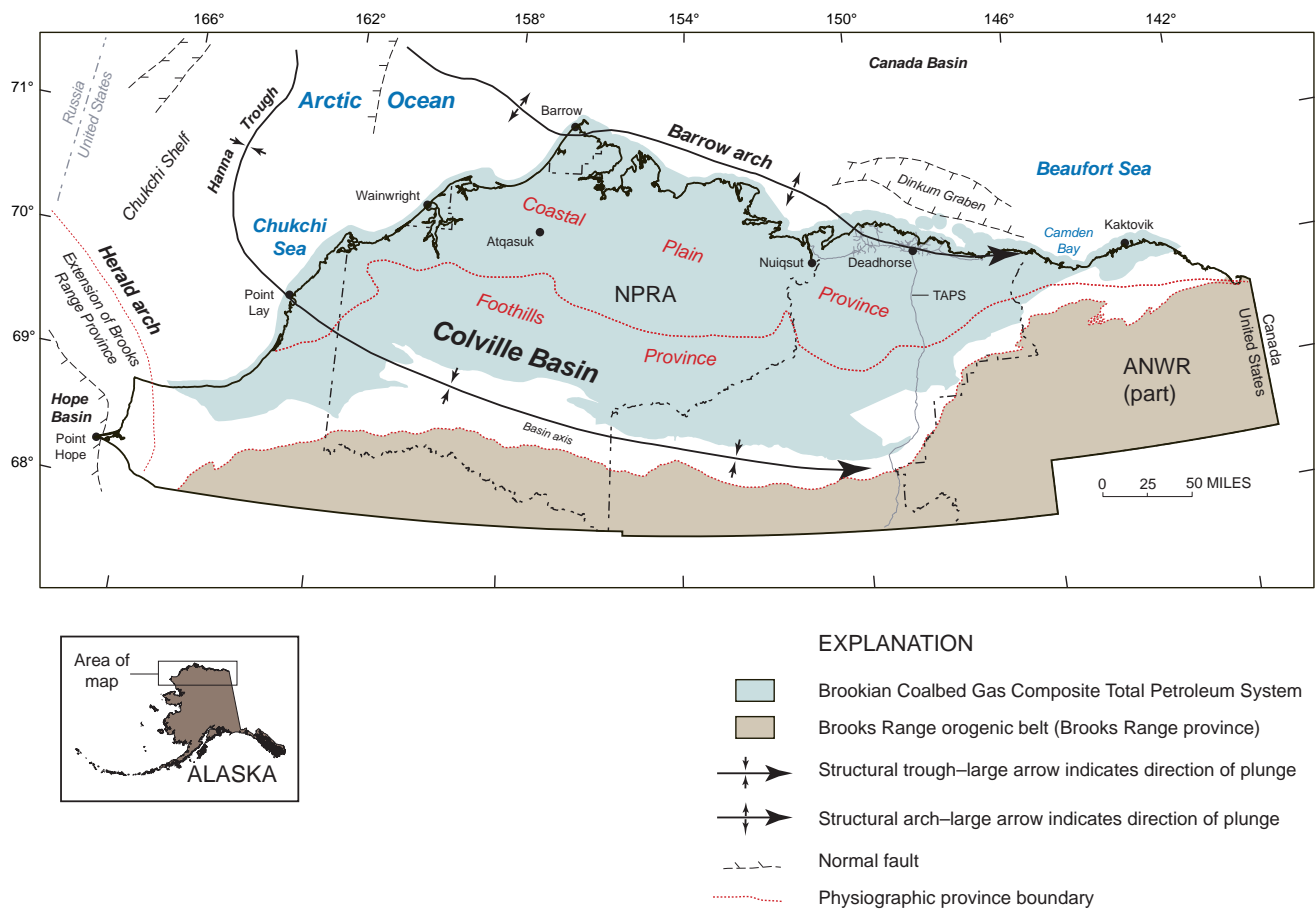 166°
162°
158°
154°
150°
146°
142°
71°
70°
69°
68°
Russia
United States
Chukchi Shelf
Hanna Trough
Arctic Ocean
Canada Basin
Barrow
Barrow arch
Beaufort Sea
Dinkum Graben
Wainwright
Chukchi
Sea
Coastal
Plain
Province
Atqasuk
Nuiqsut
Deadhorse
Camden
Bay
Kaktovik
TAPS
NPRA
Herald arch
Extension of Brooks
Range Province
Point
Lay
Foothills
Province
Colville Basin
Canada
United States
ANWR
(part)
Hope
Basin
Point
Hope
Basin axis
0 25 50 MILES
Area of
map
ALASKA
EXPLANATION
Brookian Coalbed Gas Composite Total Petroleum System
Brooks Range orogenic belt (Brooks Range province)
Structural trough–large arrow indicates direction of plunge
Structural arch–large arrow indicates direction of plunge
Normal fault
Physiographic province boundary